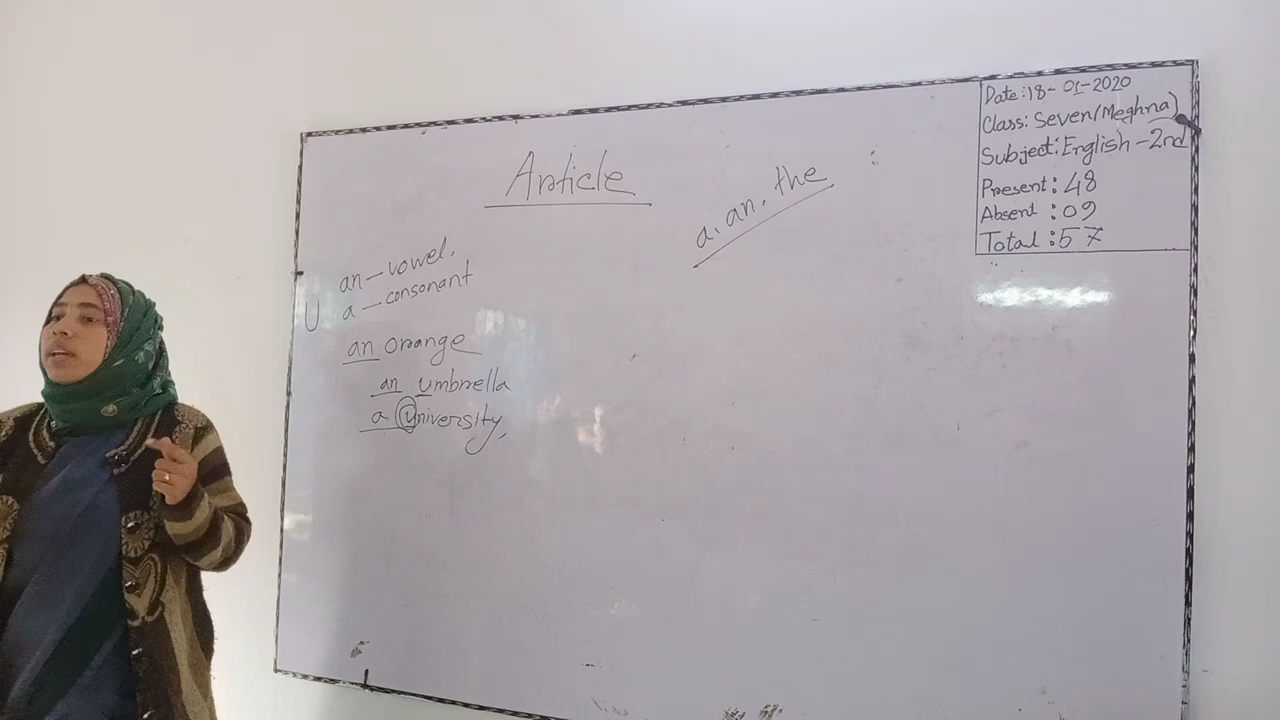 Article
a, an, the
an – vowel.
U a – consonant
an orange
an umbrella
a university,
Date: 18-01-2020
Class: Seven (Meghna)
Subject: English – 2nd
Present : 48
Absent : 09
Total : 57